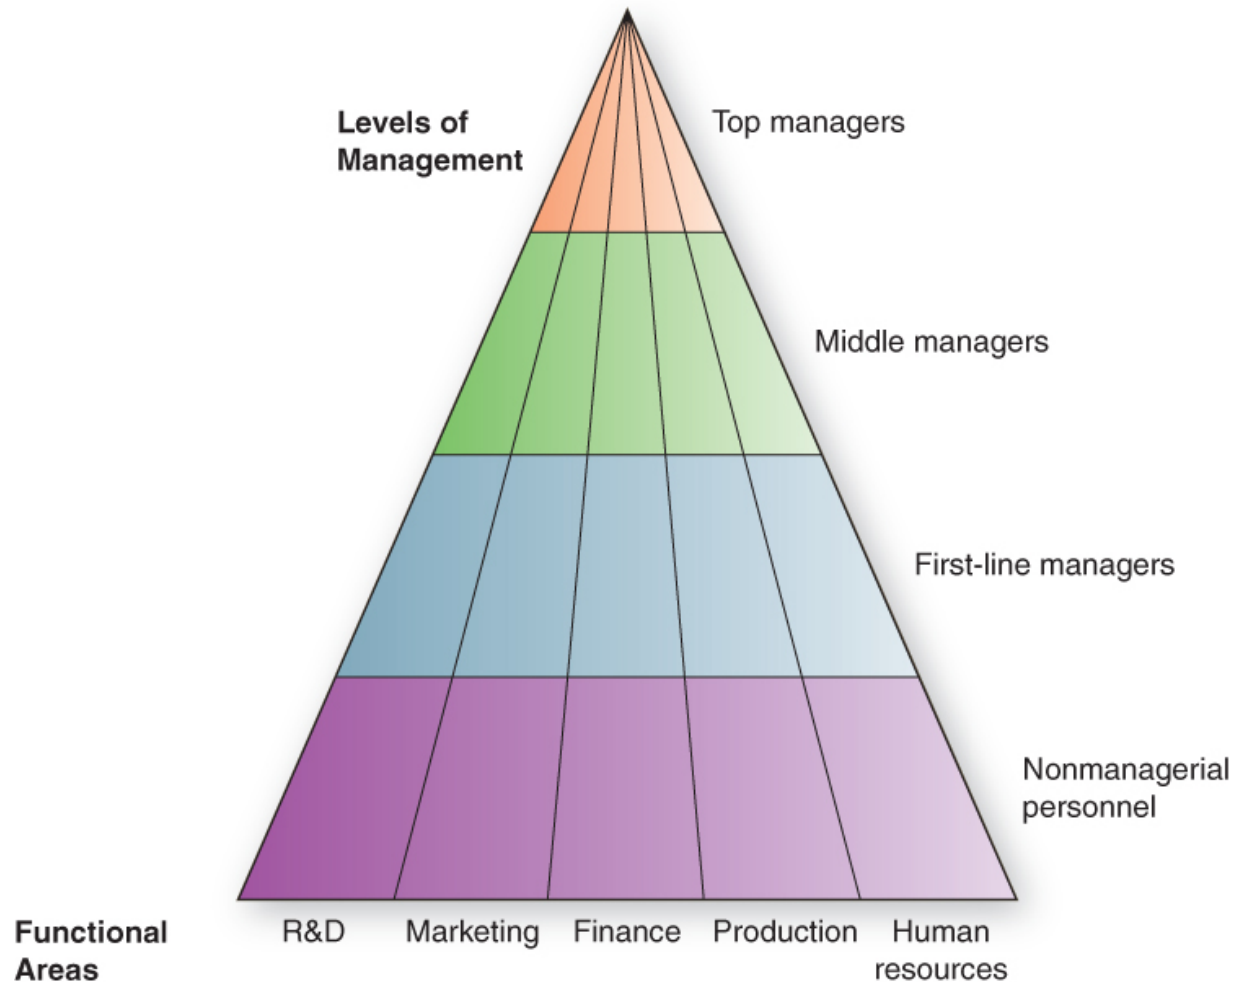 Levels of
Management
Top managers
Middle managers
First-line managers
Nonmanagerial
personnel
Functional
Areas
R&D
Marketing
Finance
Production
Human
resources